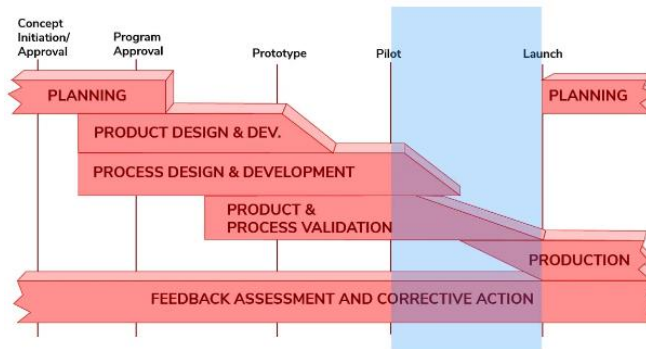 Concept
Initiation/
Approval
Program
Approval
Prototype
Pilot
Launch
PLANNING
PLANNING
PRODUCT DESIGN & DEV.
PROCESS DESIGN & DEVELOPMENT
PRODUCT &
PROCESS VALIDATION
PRODUCTION
FEEDBACK ASSESSMENT AND CORRECTIVE ACTION